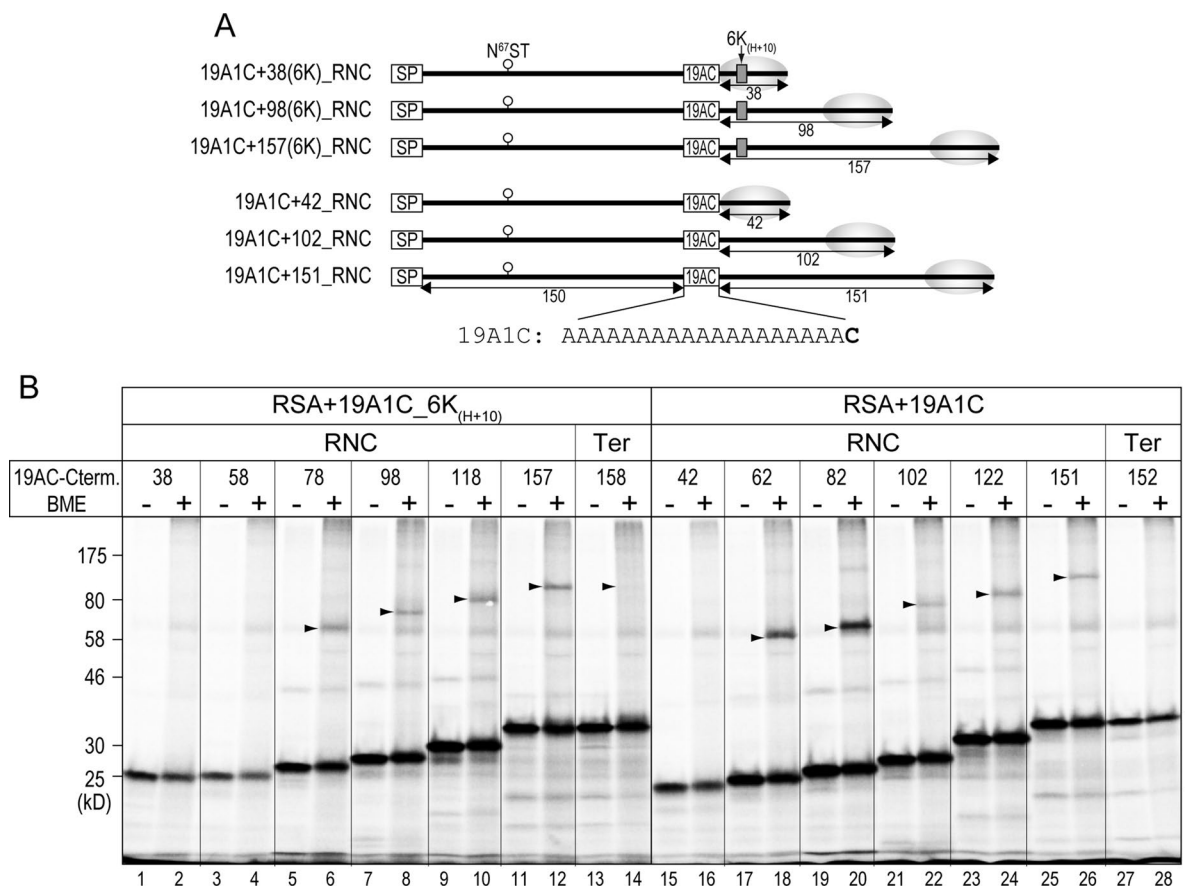 A
N⁶⁷ST
6K(H+10)
19A1C+38(6K)_RNC SP 19AC 38
19A1C+98(6K)_RNC SP 19AC 98
19A1C+157(6K)_RNC SP 19AC 157
19A1C+42_RNC SP 19AC 42
19A1C+102_RNC SP 19AC 102
19A1C+151_RNC SP 19AC 150 151
19A1C: AAAAAAAAAAAAAAAAAAAC
B
RSA+19A1C_6K(H+10) RSA+19A1C
RNC Ter RNC Ter
19AC-Cterm. 38 58 78 98 118 157 158 42 62 82 102 122 151 152
BME - + - + - + - + - + - + - + - + - + - + - + - + - + - +
175
80
58
46
30
25
(kD)
1 2 3 4 5 6 7 8 9 10 11 12 13 14 15 16 17 18 19 20 21 22 23 24 25 26 27 28